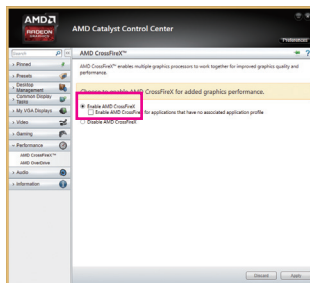 AMD
RADEON
GRAPHICS
AMD Catalyst Control Center
Preferences
Search
AMD CrossFireX™
Pinned
Presets
Desktop
Management
Common Display
Tasks
My VGA Displays
Video
Gaming
Performance
AMD CrossFireX™
AMD OverDrive
Audio
Information
AMD CrossFireX™ enables multiple graphics processors to work together for improved graphics quality and
performance.
Choose to enable AMD CrossFireX for added graphics performance.
Enable AMD CrossFireX
Enable AMD CrossFireX for applications that have no associated application profile
Disable AMD CrossFireX
Discard
Apply